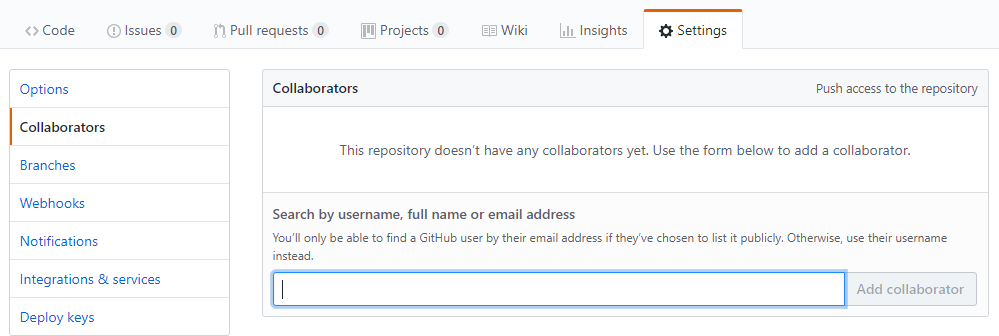 Code Issues 0 Pull requests 0 Projects 0 Wiki Insights Settings
Options
Collaborators
Branches
Webhooks
Notifications
Integrations & services
Deploy keys
Collaborators Push access to the repository
This repository doesn't have any collaborators yet. Use the form below to add a collaborator.
Search by username, full name or email address
You'll only be able to find a GitHub user by their email address if they've chosen to list it publicly. Otherwise, use their username
instead.
Add collaborator